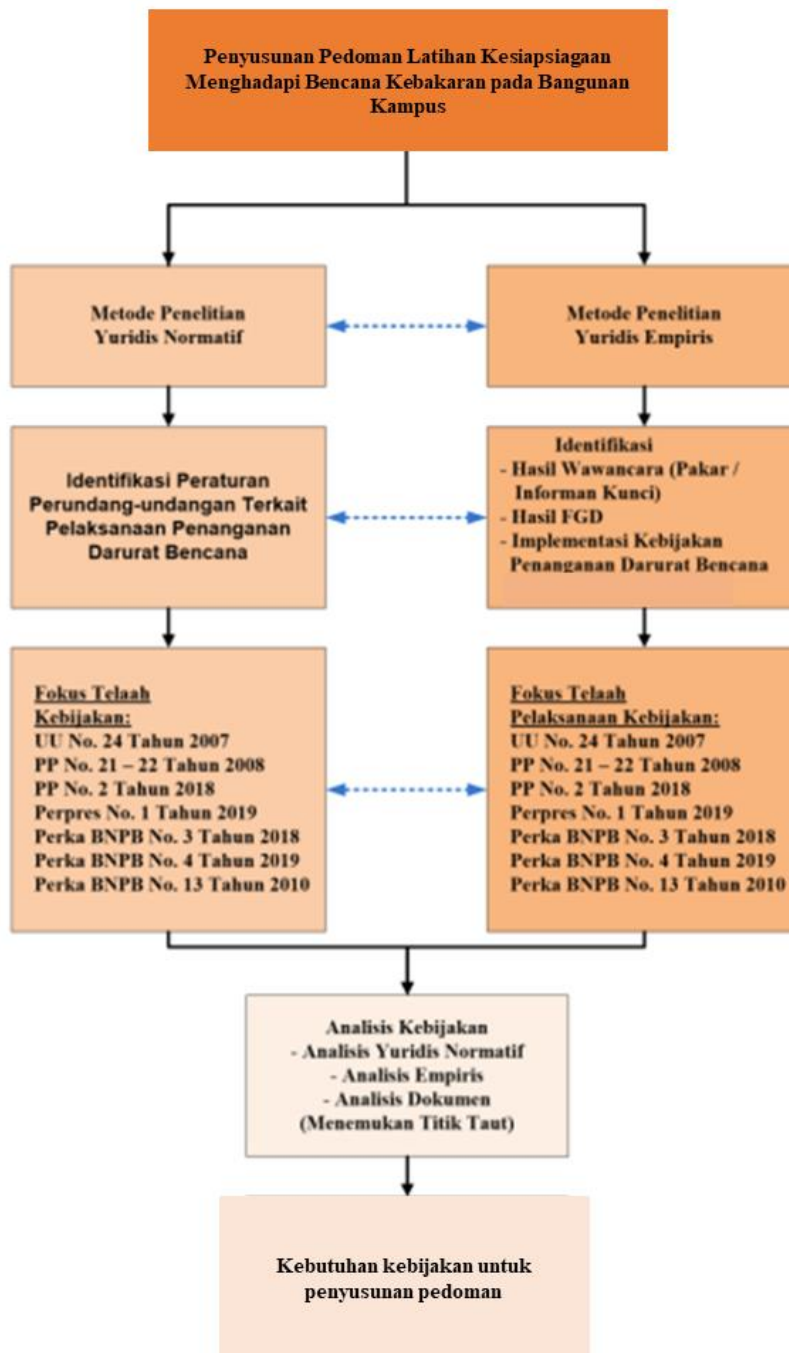 Penyusunan Pedoman Latihan Kesiapsiagaan
Menghadapi Bencana Kebakaran pada Bangunan
Kampus
Metode Penelitian
Yuridis Normatif
Metode Penelitian
Yuridis Empiris
Identifikasi Peraturan
Perundang-undangan Terkait
Pelaksanaan Penanganan
Darurat Bencana
Identifikasi
- Hasil Wawancara (Pakar /
Informan Kunci)
- Hasil FGD
- Implementasi Kebijakan
Penanganan Darurat Bencana
Fokus Telaah
Kebijakan:
UU No. 24 Tahun 2007
PP No. 21 – 22 Tahun 2008
PP No. 2 Tahun 2018
Perpres No. 1 Tahun 2019
Perka BNPB No. 3 Tahun 2018
Perka BNPB No. 4 Tahun 2019
Perka BNPB No. 13 Tahun 2010
Fokus Telaah
Pelaksanaan Kebijakan:
UU No. 24 Tahun 2007
PP No. 21 – 22 Tahun 2008
PP No. 2 Tahun 2018
Perpres No. 1 Tahun 2019
Perka BNPB No. 3 Tahun 2018
Perka BNPB No. 4 Tahun 2019
Perka BNPB No. 13 Tahun 2010
Analisis Kebijakan
- Analisis Yuridis Normatif
- Analisis Empiris
- Analisis Dokumen
(Menemukan Titik Taut)
Kebutuhan kebijakan untuk
penyusunan pedoman